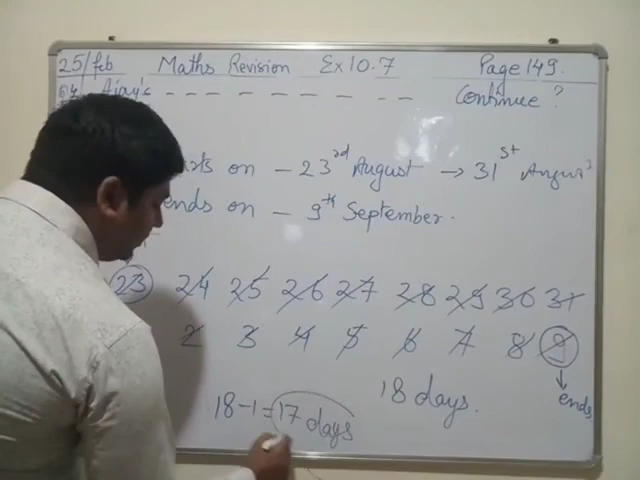 25/feb Maths Revision Ex 10.7 Page 149.
Ajay's - - - - - - - - - Continue ?
on - 23rd August → 31st August
ends on - 9th September.
23 24 25 26 27 28 29 30 31
2 3 4 5 6 7 8 9
18 - 1 = 17 days 18 days. ends